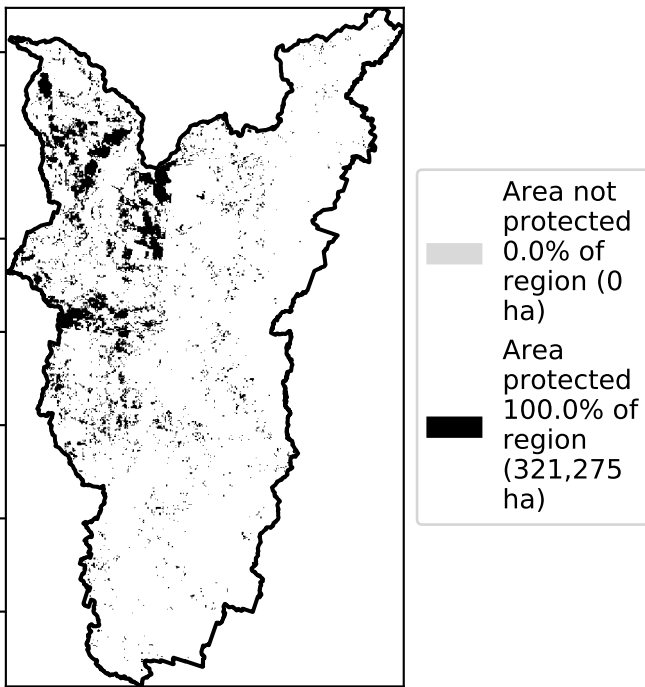 Area not
protected
0.0% of
region (0
ha)
Area
protected
100.0% of
region
(321,275
ha)